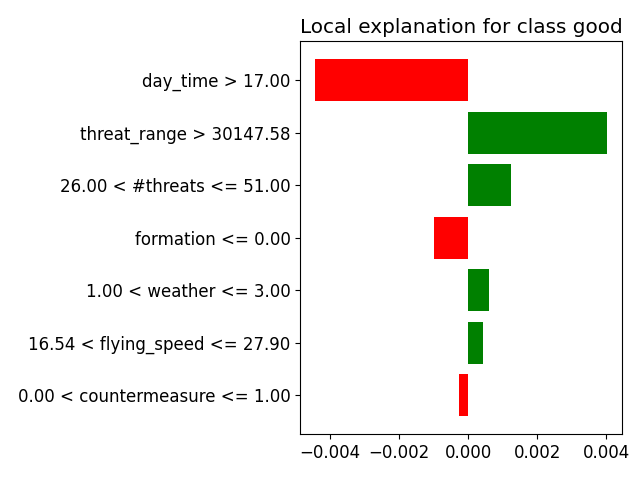 Local explanation for class good
day_time > 17.00
threat_range > 30147.58
26.00 < #threats <= 51.00
formation <= 0.00
1.00 < weather <= 3.00
16.54 < flying_speed <= 27.90
0.00 < countermeasure <= 1.00
−0.004 −0.002 0.000 0.002 0.004